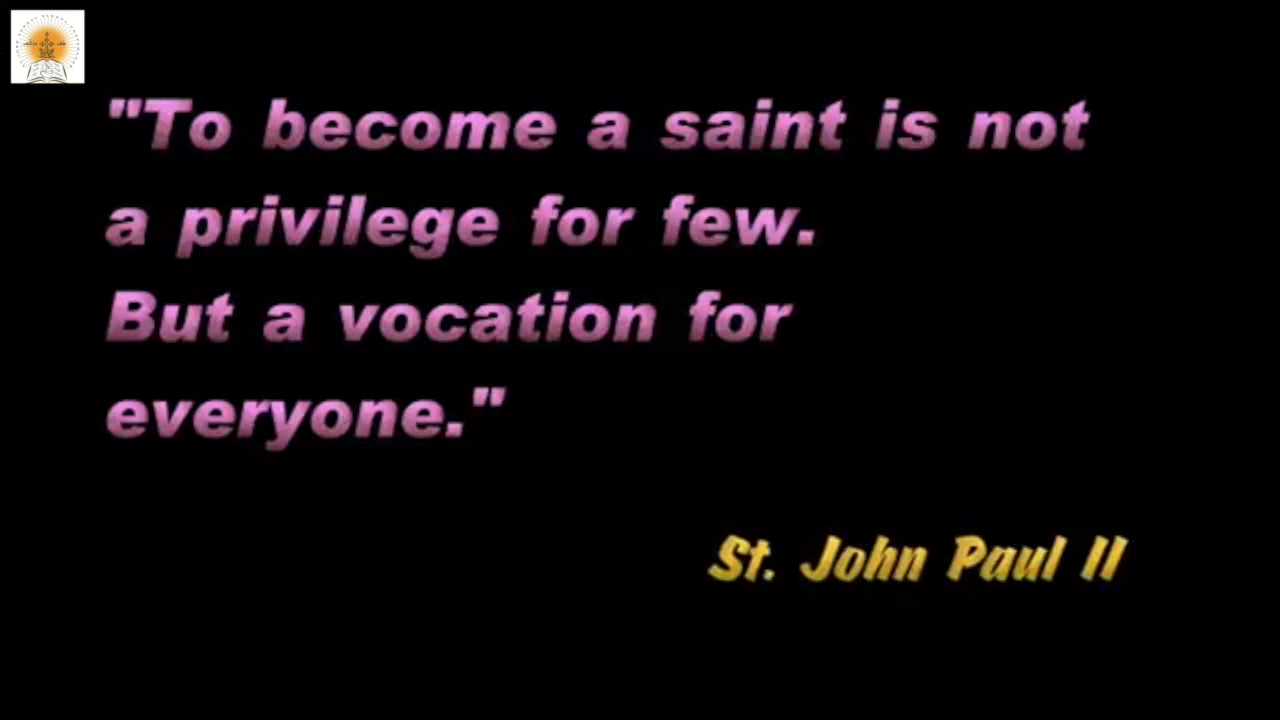 "To become a saint is not
a privilege for few.
But a vocation for
everyone."
St. John Paul II